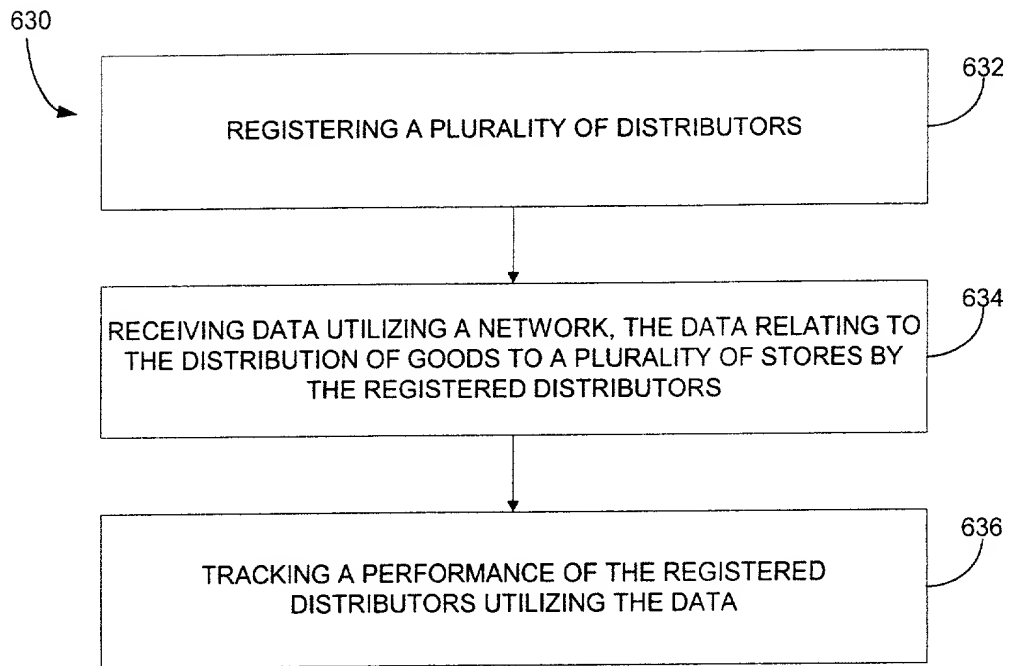 630
632
REGISTERING A PLURALITY OF DISTRIBUTORS
634
RECEIVING DATA UTILIZING A NETWORK, THE DATA RELATING TO
THE DISTRIBUTION OF GOODS TO A PLURALITY OF STORES BY
THE REGISTERED DISTRIBUTORS
636
TRACKING A PERFORMANCE OF THE REGISTERED
DISTRIBUTORS UTILIZING THE DATA